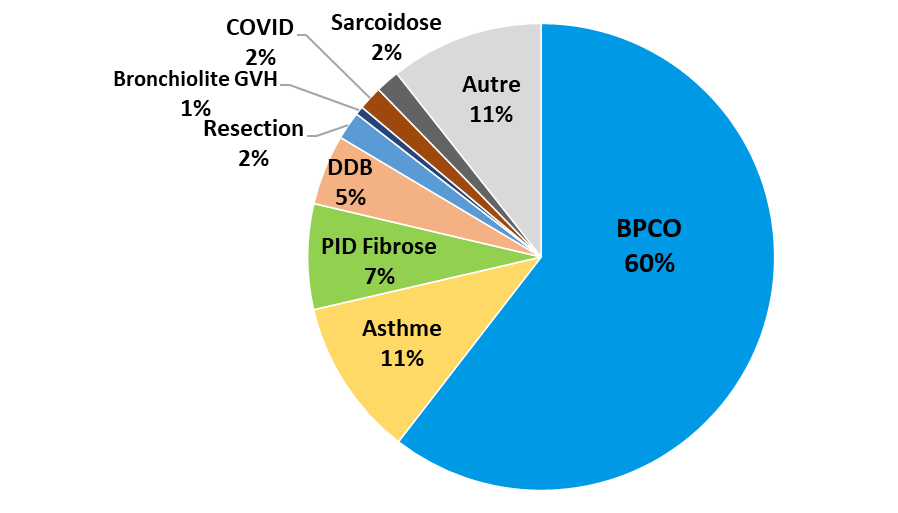 COVID
2%
Sarcoidose
2%
Bronchiolite GVH
1%
Resection
2%
DDB
5%
PID Fibrose
7%
Asthme
11%
Autre
11%
BPCO
60%